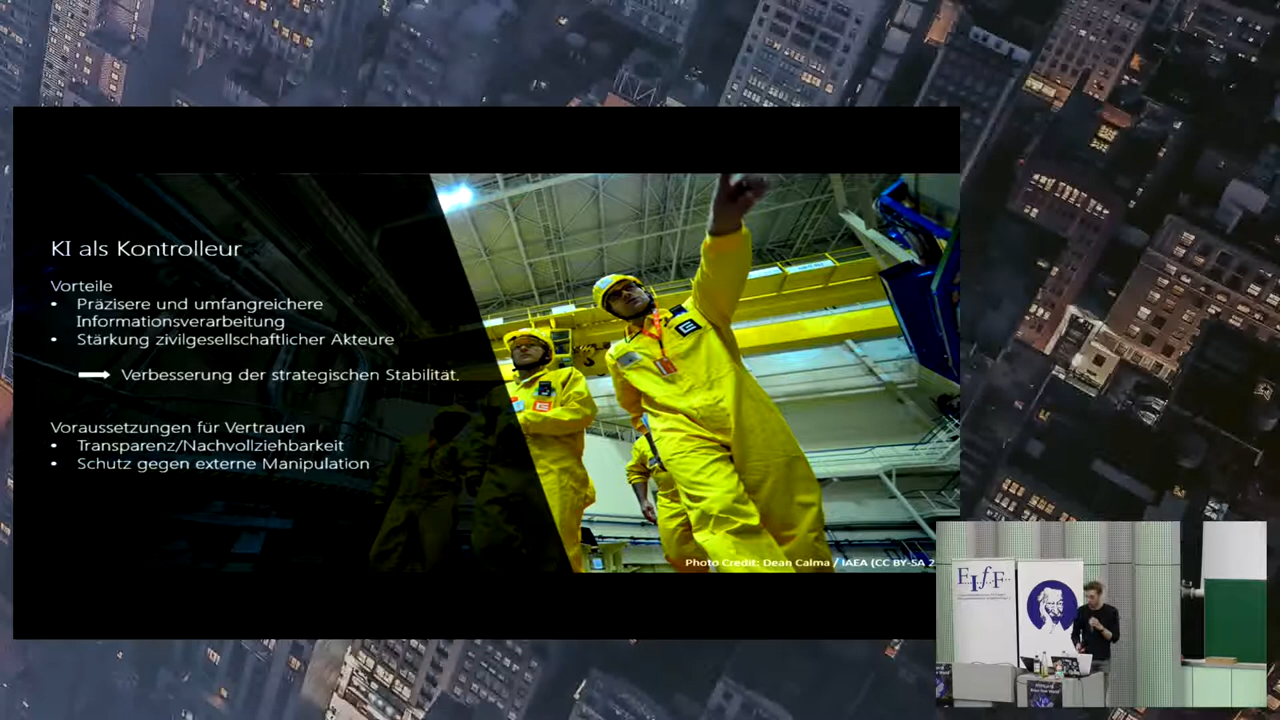 KI als Kontrolleur
Vorteile
• Präzisere und umfangreichere
Informationsverarbeitung
• Stärkung zivilgesellschaftlicher Akteure
Verbesserung der strategischen Stabilität.
Voraussetzungen für Vertrauen
• Transparenz/Nachvollziehbarkeit
• Schutz gegen externe Manipulation
Photo Credit: Dean Calma / IAEA (CC BY-SA 2
FIfF